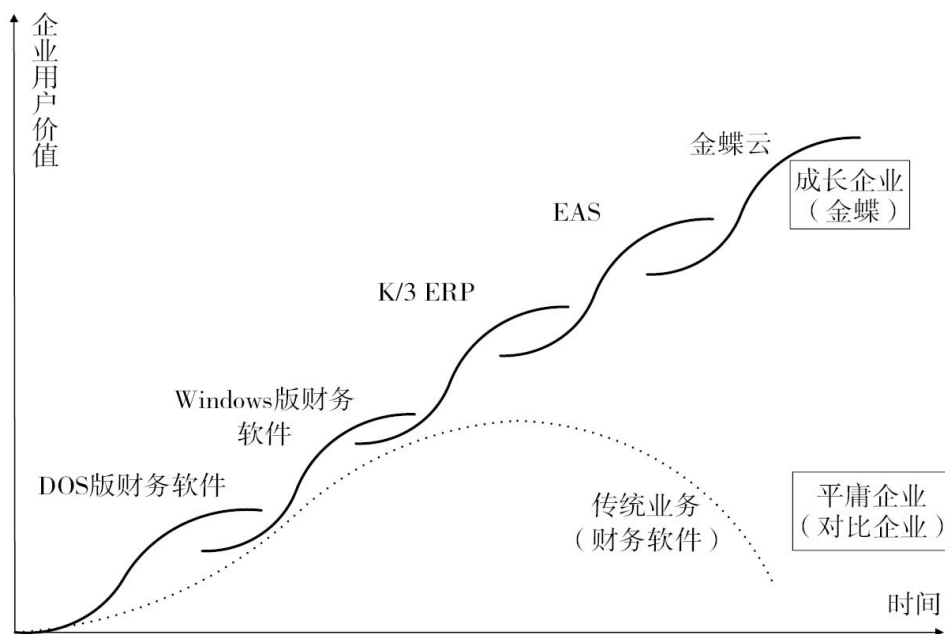 企业用户价值
金蝶云
成长企业
（金蝶）
EAS
K/3 ERP
Windows版财务
软件
DOS版财务软件
传统业务
（财务软件）
平庸企业
（对比企业）
时间